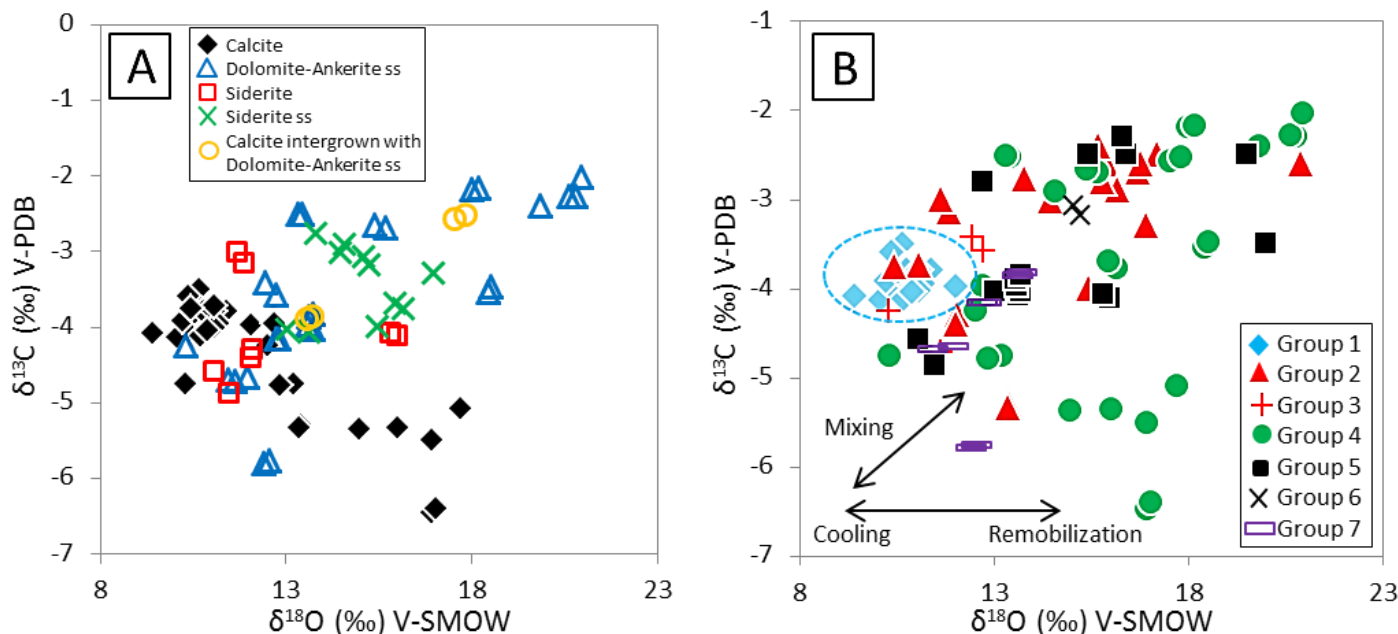 A
Calcite
Dolomite-Ankerite ss
Siderite
Siderite ss
Calcite intergrown with
Dolomite-Ankerite ss
0
-1
-2
-3
-4
-5
-6
-7
8
13
18
23
δ13C (‰) V-PDB
δ18O (‰) V-SMOW
B
-1
-2
-3
-4
-5
-6
-7
8
13
18
23
δ13C (‰) V-PDB
δ18O (‰) V-SMOW
Mixing
Cooling
Remobilization
Group 1
Group 2
Group 3
Group 4
Group 5
Group 6
Group 7